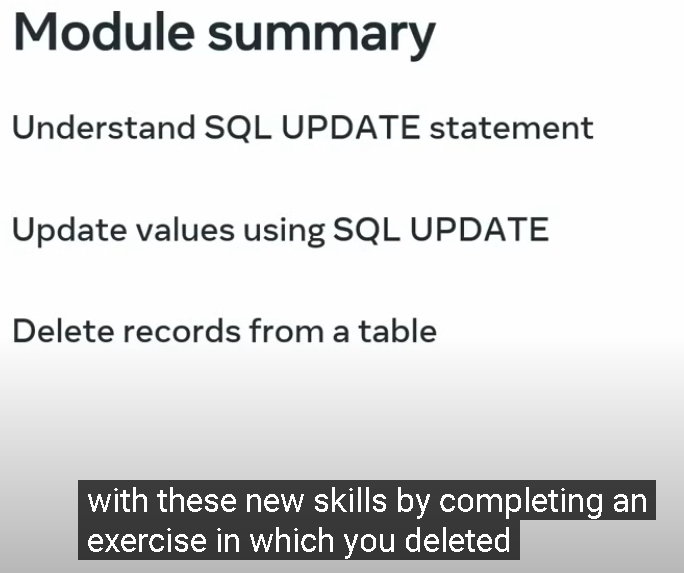 Module summary
Understand SQL UPDATE statement
Update values using SQL UPDATE
Delete records from a table
with these new skills by completing an
exercise in which you deleted